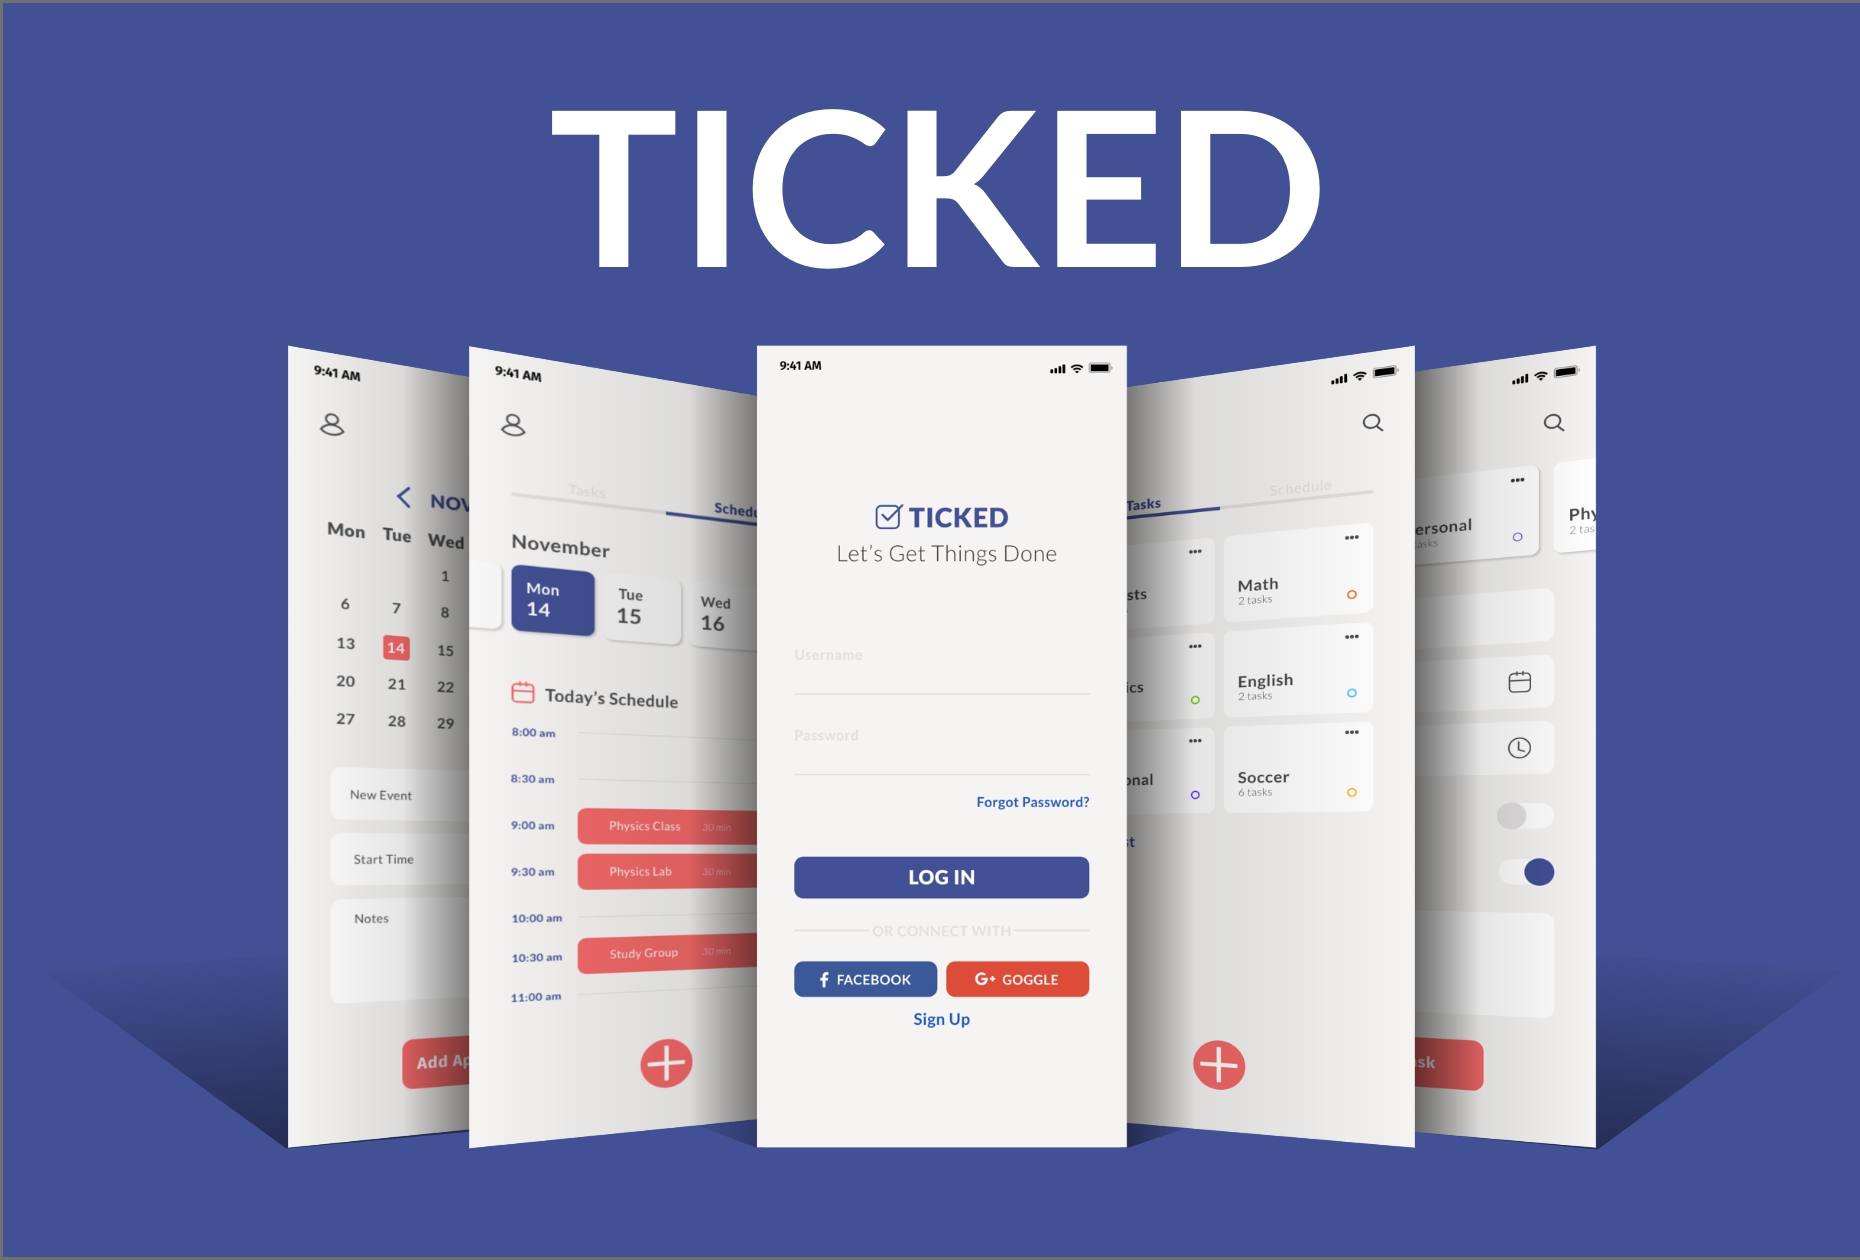 TICKED
9:41 AM
NOV
Mon Tue Wed
1
6 7 8
13 14 15
20 21 22
27 28 29
New Event
Start Time
Notes
Add Ap
9:41 AM
Tasks Schedu
November
Mon 14
Tue 15
Wed 16
Today's Schedule
8:00 am
8:30 am
9:00 am Physics Class 30 min
9:30 am Physics Lab 30 min
10:00 am
10:30 am Study Group 30 min
11:00 am
9:41 AM
TICKED
Let's Get Things Done
Username
Password
Forgot Password?
LOG IN
OR CONNECT WITH
f FACEBOOK
G+ GOGGLE
Sign Up
Tasks Schedule
sts
Math
2 tasks
ics
English
2 tasks
onal
Soccer
6 tasks
st
ersonal
tasks
Phy
2 tas
sk